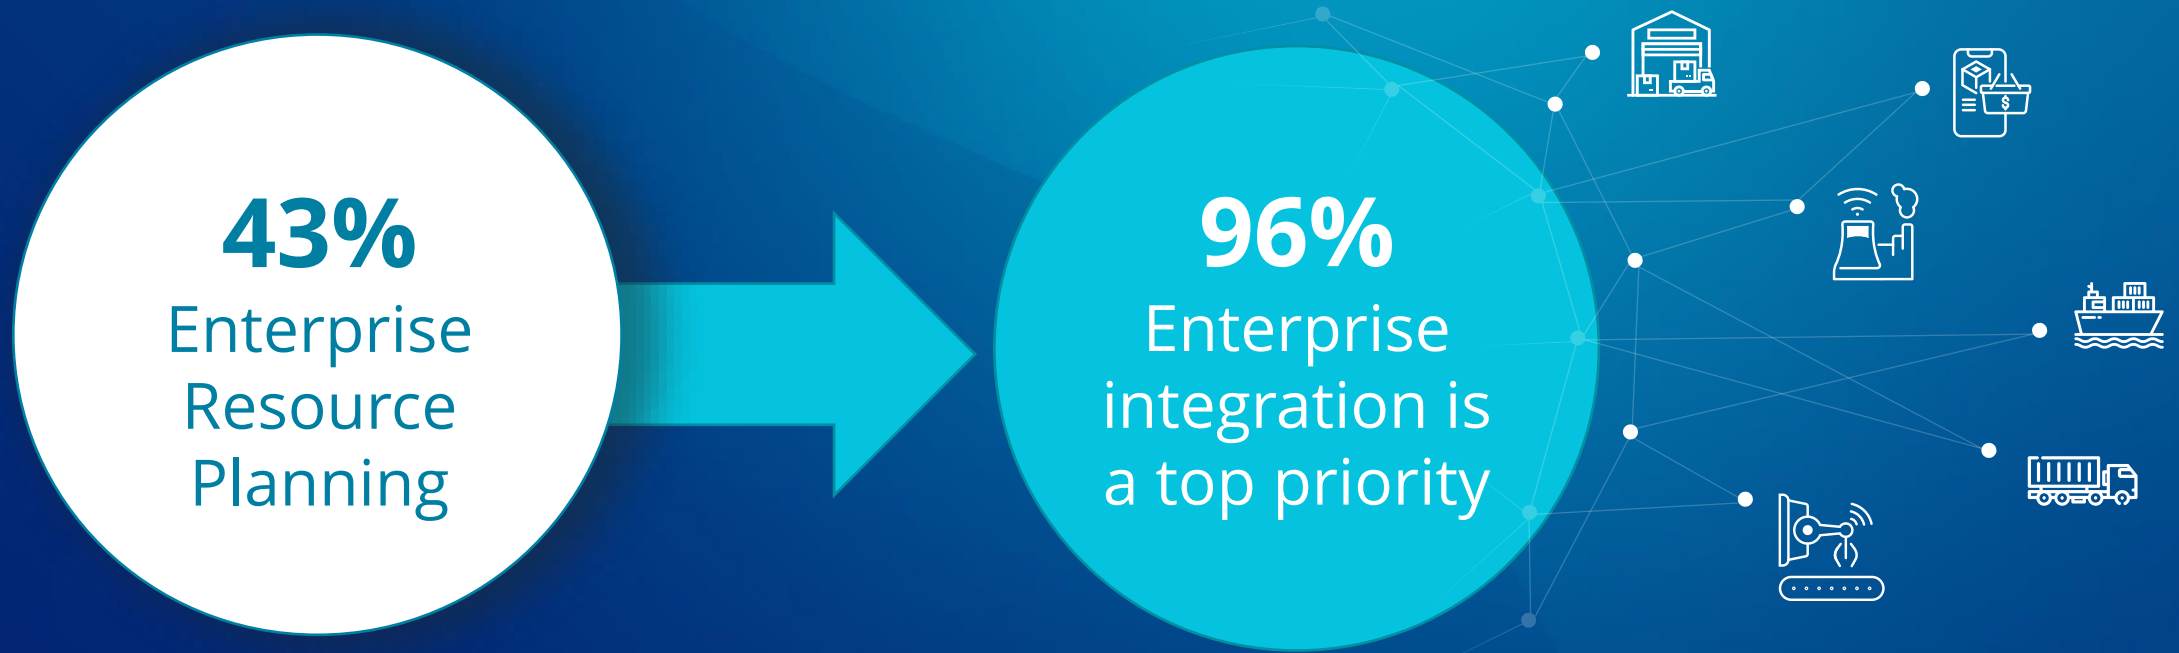 43%
Enterprise
Resource
Planning
96%
Enterprise
integration is
a top priority
$